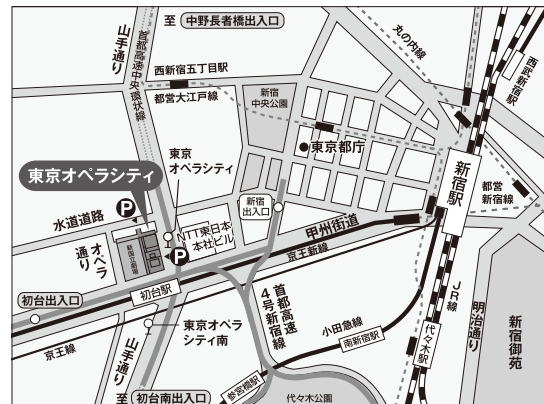 至 中野長者橋出入口
山手通り
首都高速中央環状線
西新宿五丁目駅
都営大江戸線
新宿
中央公園
丸の内線
西武新宿駅
東京都庁
東京
オペラシティ
東京オペラシティ
新宿駅
都営
新宿線
水道道路
P
オペラ
通り
新国立劇場
NTT東日本
本社ビル
P
新宿
出入口
甲州街道
京王新線
初台出入口
初台駅
京王線
山手通り
東京オペラ
シティ南
至 初台南出入口
首都高速
4号新宿線
小田急線
南新宿駅
参宮橋駅
代々木公園
JR線
代々木駅
明治通り
新宿御苑